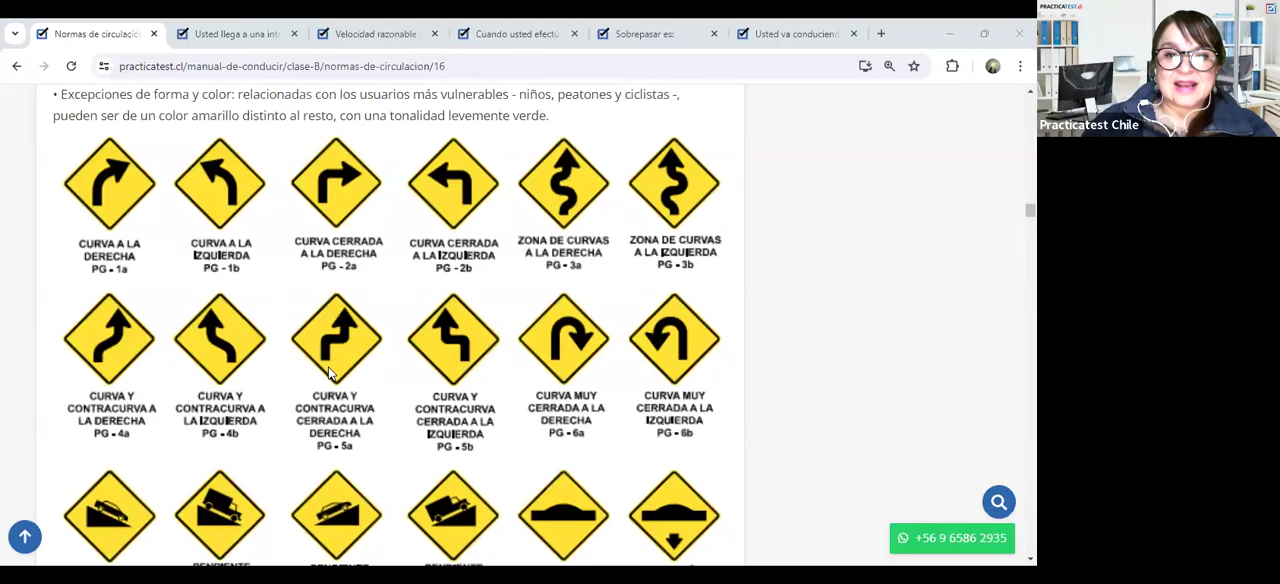 Normas de circulació
Usted llega a una inte
Velocidad razonable
Cuando usted efectú
Sobrepasar es:
Usted va conduciend
practicatest.cl/manual-de-conducir/clase-B/normas-de-circulacion/16
PRACTICATEST.cl
Practicatest Chile
• Excepciones de forma y color: relacionadas con los usuarios más vulnerables - niños, peatones y ciclistas -,
pueden ser de un color amarillo distinto al resto, con una tonalidad levemente verde.
CURVA A LA
DERECHA
PG - 1a
CURVA A LA
IZQUIERDA
PG - 1b
CURVA CERRADA
A LA DERECHA
PG - 2a
CURVA CERRADA
A LA IZQUIERDA
PG - 2b
ZONA DE CURVAS
A LA DERECHA
PG - 3a
ZONA DE CURVAS
A LA IZQUIERDA
PG - 3b
CURVA Y
CONTRACURVA A
LA DERECHA
PG - 4a
CURVA Y
CONTRACURVA A
LA IZQUIERDA
PG - 4b
CURVA Y
CONTRACURVA
CERRADA A LA
DERECHA
PG - 5a
CURVA Y
CONTRACURVA
CERRADA A LA
IZQUIERDA
PG - 5b
CURVA MUY
CERRADA A LA
DERECHA
PG - 6a
CURVA MUY
CERRADA A LA
IZQUIERDA
PG - 6b
+56 9 6586 2935